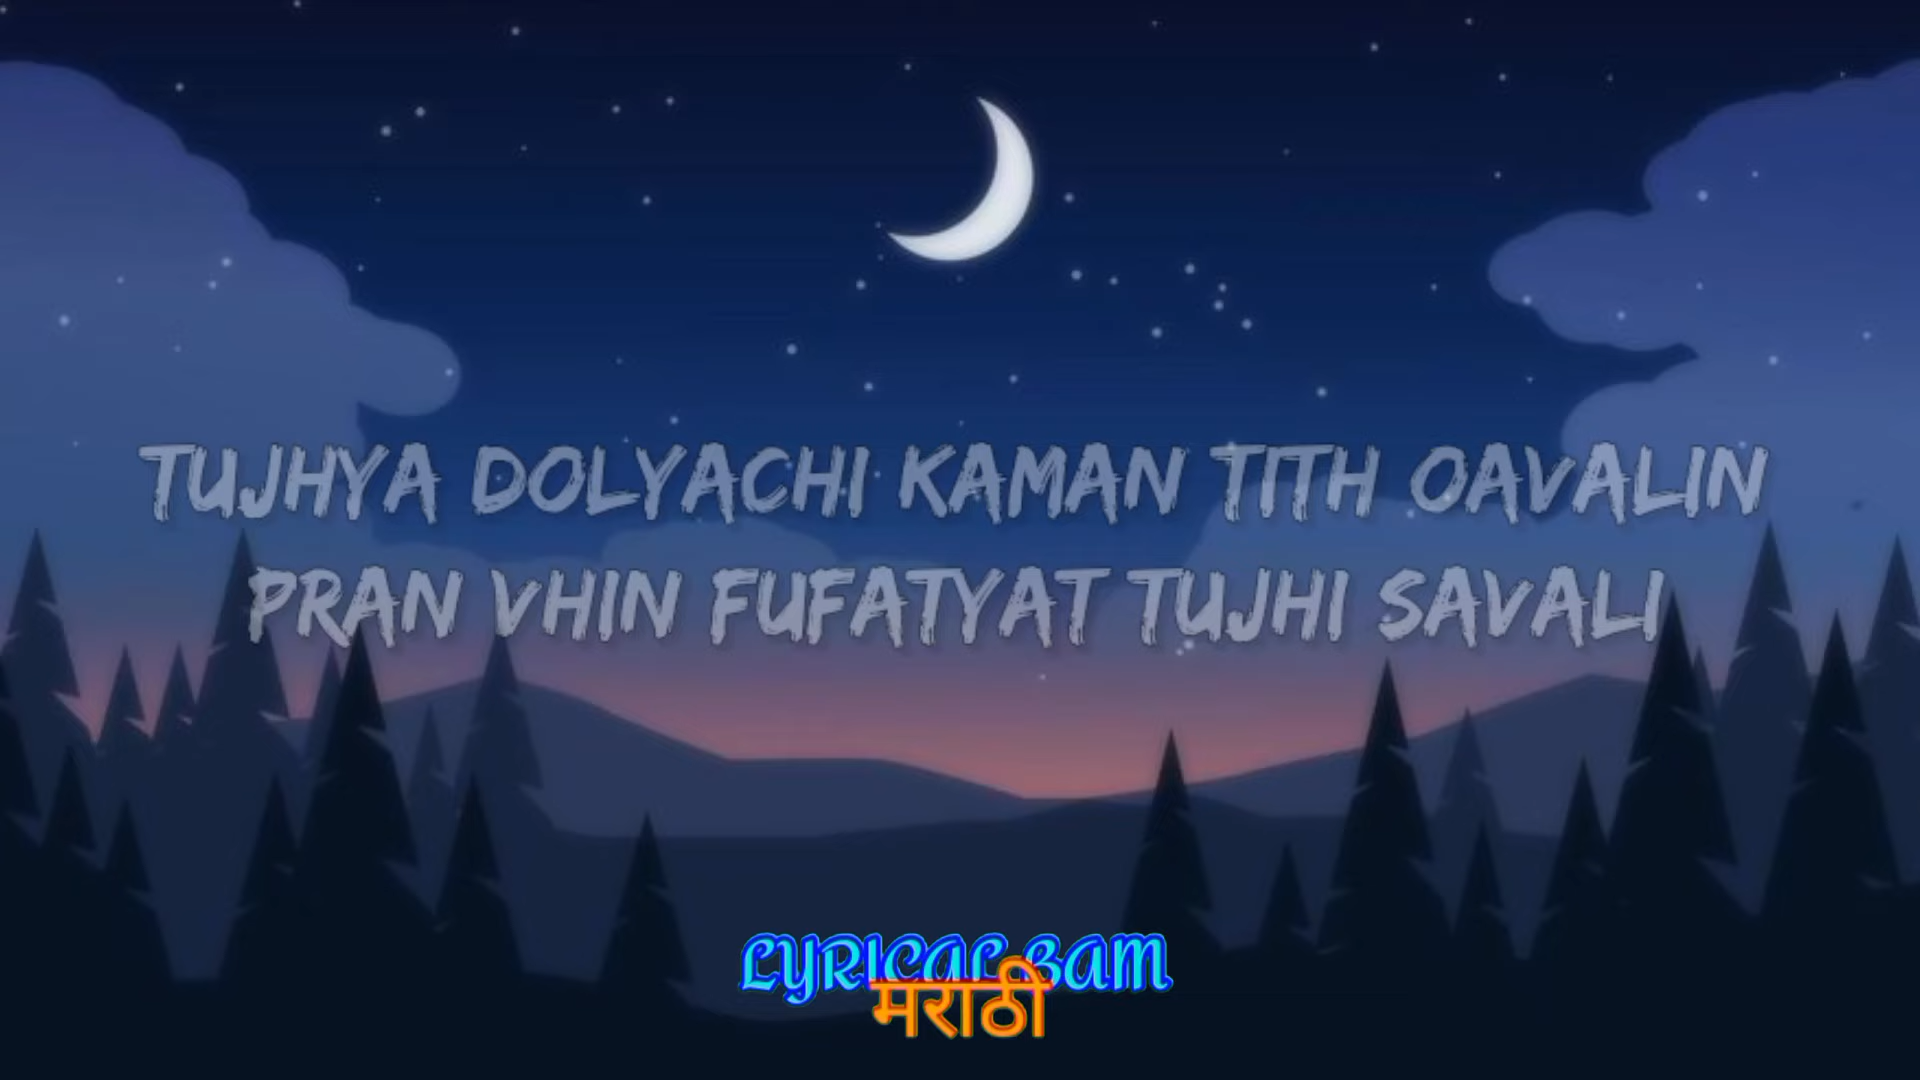 TUJHYA DOLYACHI KAMAN TITH OAVALIN
PRAN VHIN FUFATYAT TUJHI SAVALI
LYRICAL BAM
मराठी